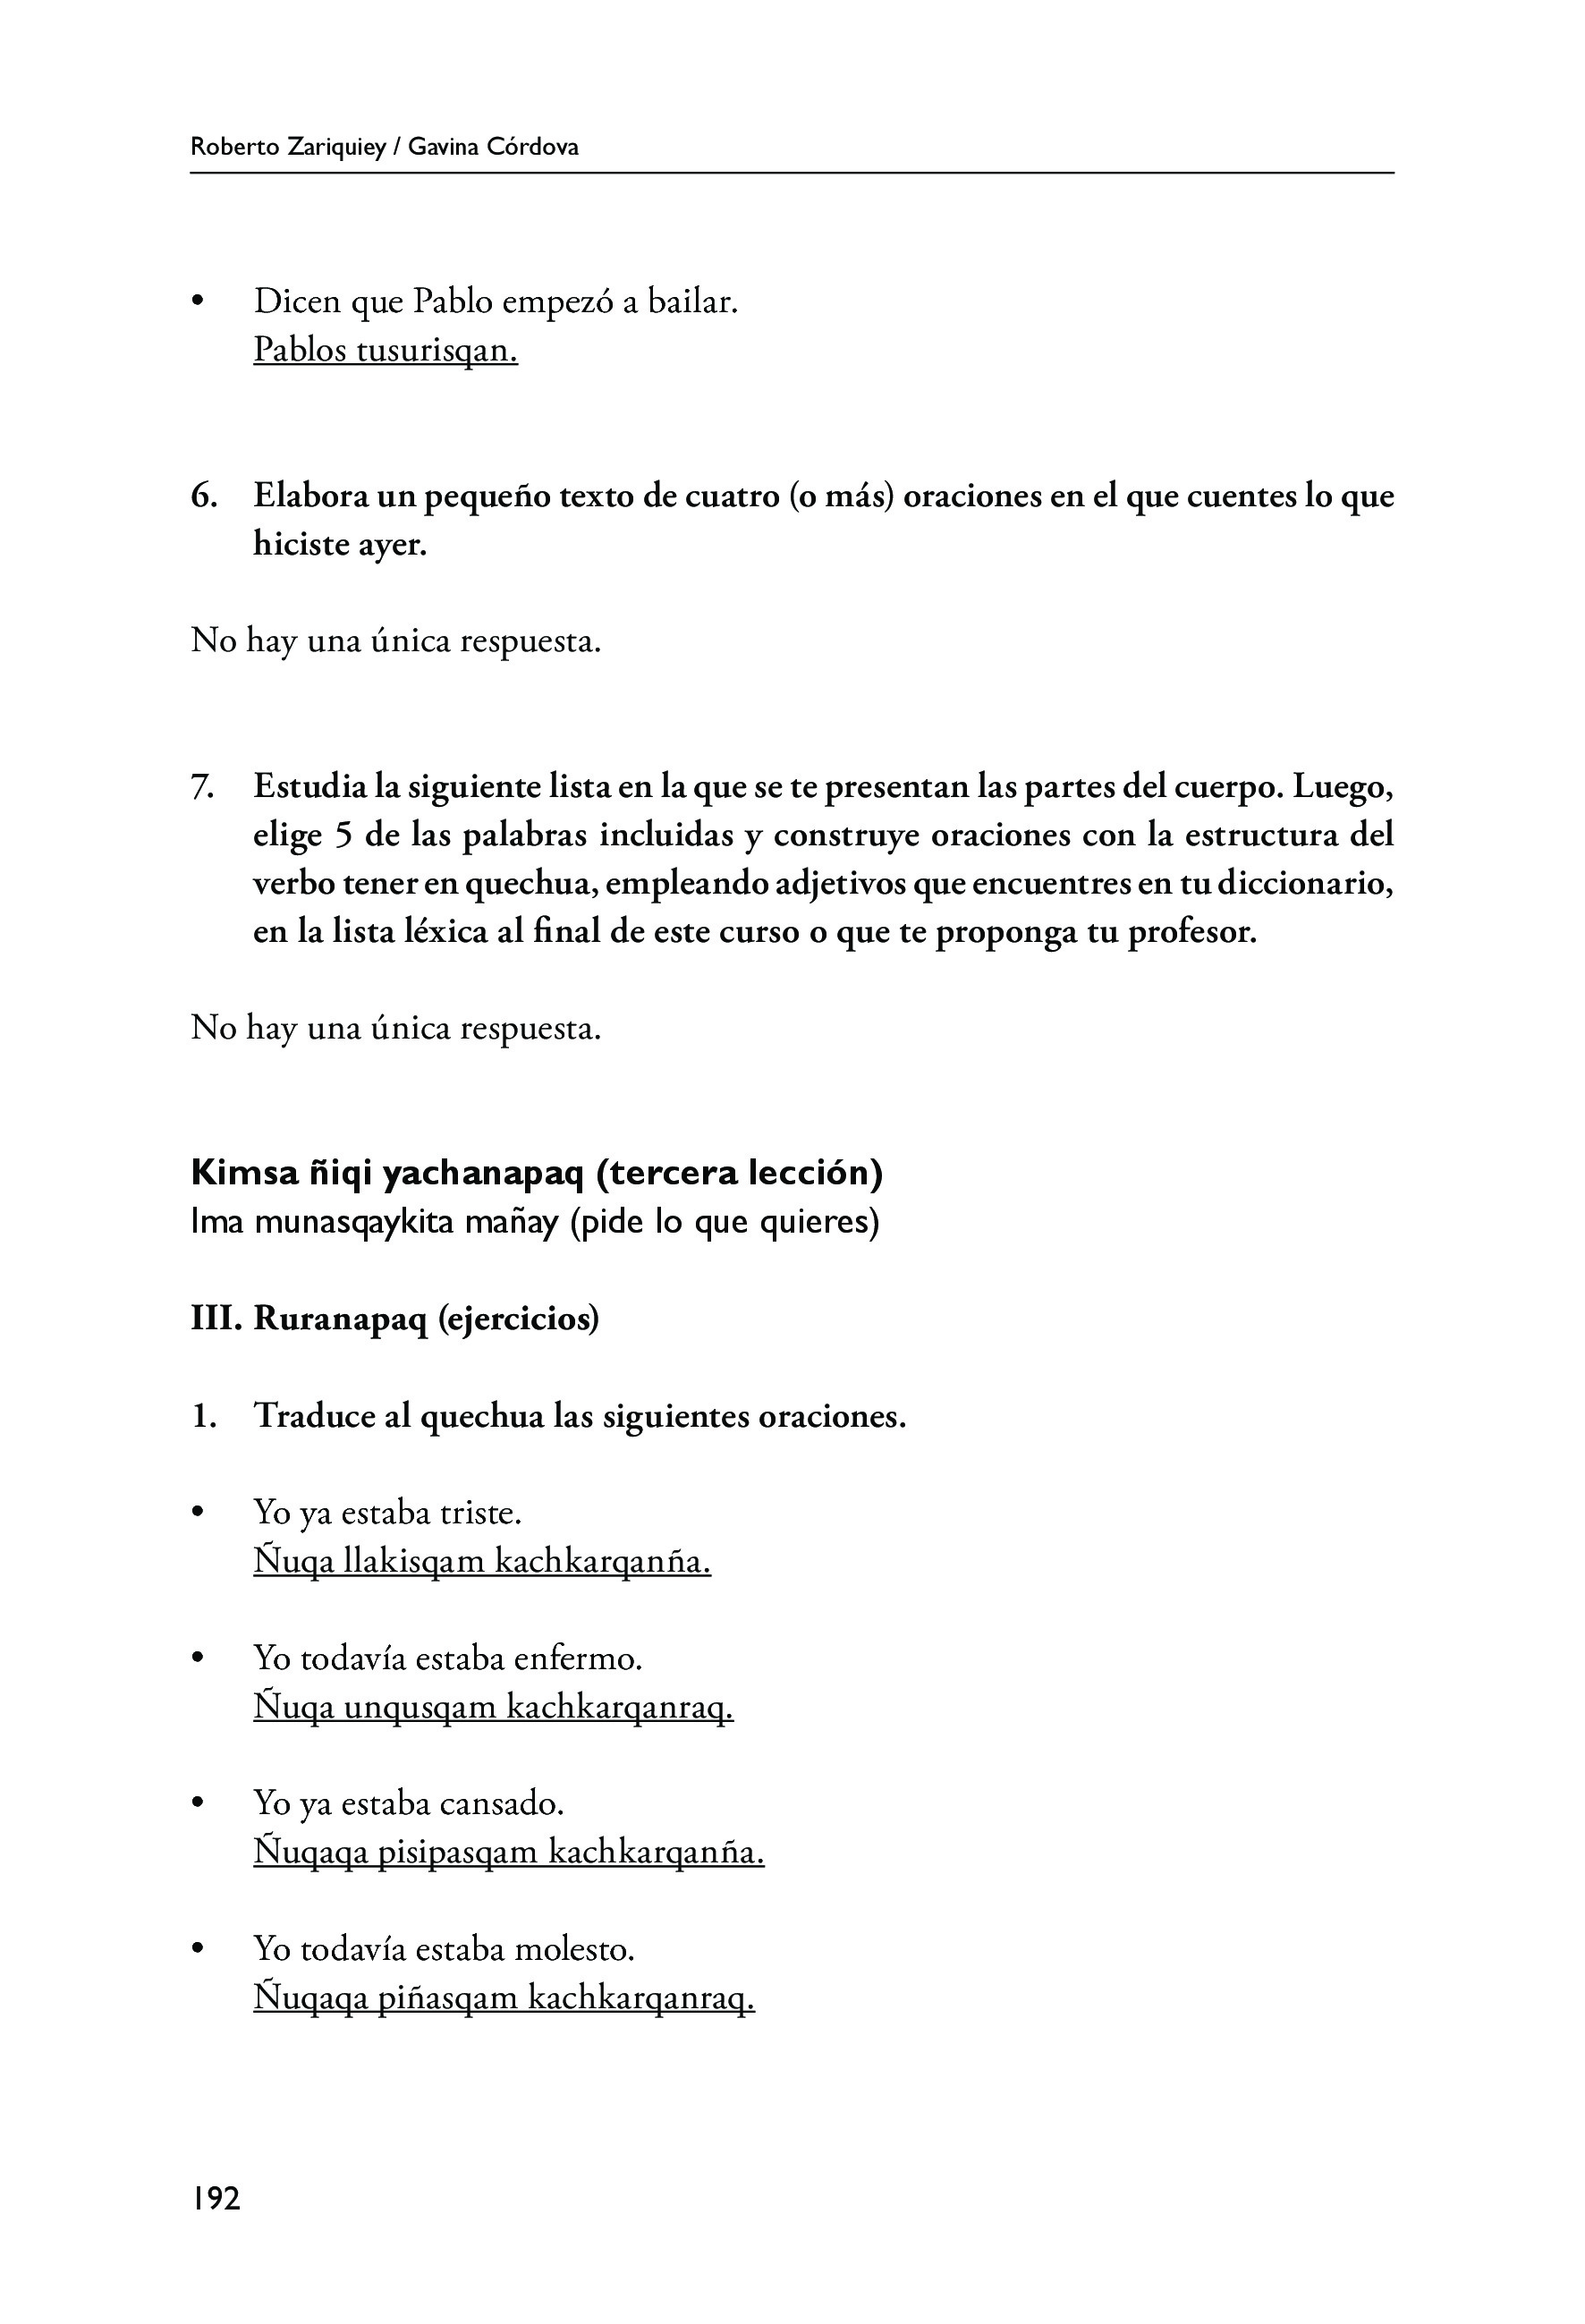 Roberto Zariquiey / Gavina Córdova
• Dicen que Pablo empezó a bailar.
Pablos tusurisqan.
6. Elabora un pequeño texto de cuatro (o más) oraciones en el que cuentes lo que
hiciste ayer.
No hay una única respuesta.
7. Estudia la siguiente lista en la que se te presentan las partes del cuerpo. Luego,
elige 5 de las palabras incluidas y construye oraciones con la estructura del
verbo tener en quechua, empleando adjetivos que encuentres en tu diccionario,
en la lista léxica al final de este curso o que te proponga tu profesor.
No hay una única respuesta.
Kimsa ñiqi yachanapaq (tercera lección)
Ima munasqaykita mañay (pide lo que quieres)
III. Ruranapaq (ejercicios)
1. Traduce al quechua las siguientes oraciones.
• Yo ya estaba triste.
Ñuqa llakisqam kachkarqanña.
• Yo todavía estaba enfermo.
Ñuqa unqusqam kachkarqanraq.
• Yo ya estaba cansado.
Ñuqaqa pisipasqam kachkarqanña.
• Yo todavía estaba molesto.
Ñuqaqa piñasqam kachkarqanraq.
192